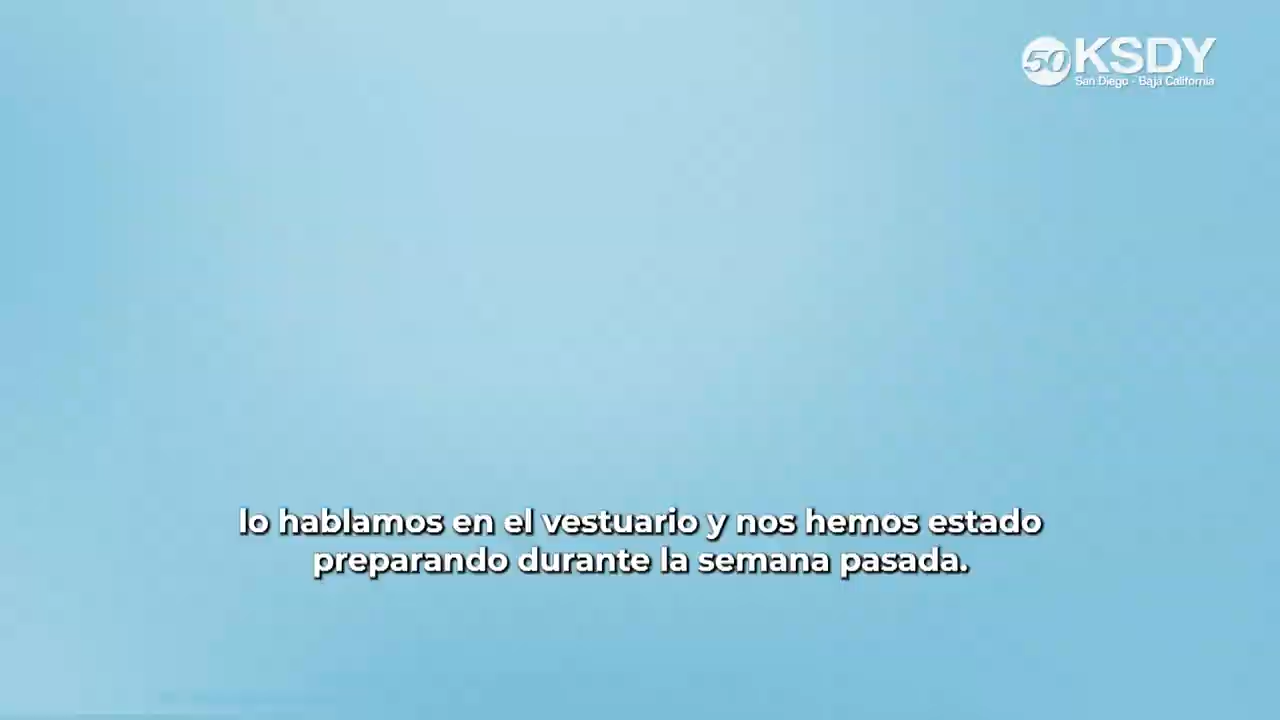 50 KSDY
San Diego - Baja California
lo hablamos en el vestuario y nos hemos estado
preparando durante la semana pasada.